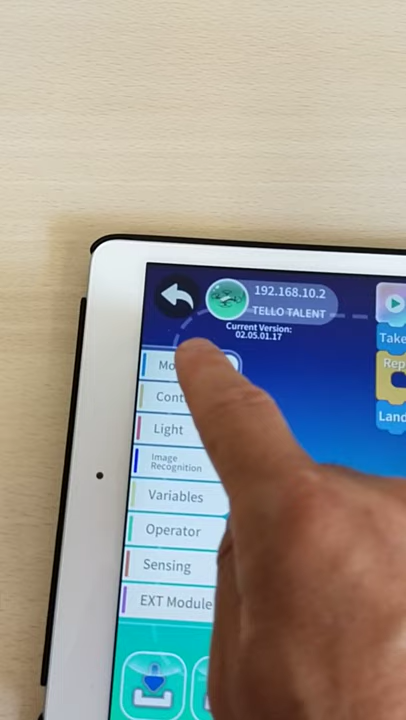 192.168.10.2
TELLO TALENT
Current Version:
02.05.01.17
Light
Image
Recognition
Variables
Operator
Sensing
EXT Module
Land